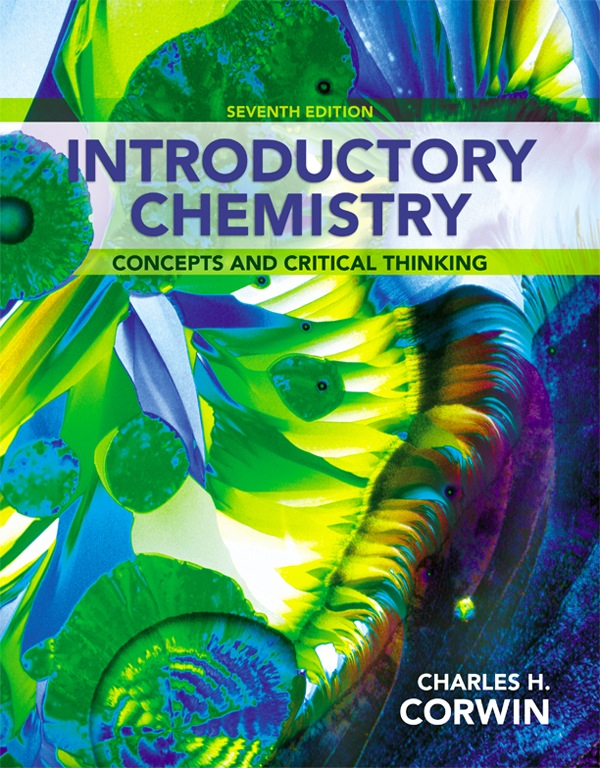 SEVENTH EDITION
INTRODUCTORY
CHEMISTRY
CONCEPTS AND CRITICAL THINKING
CHARLES H.
CORWIN